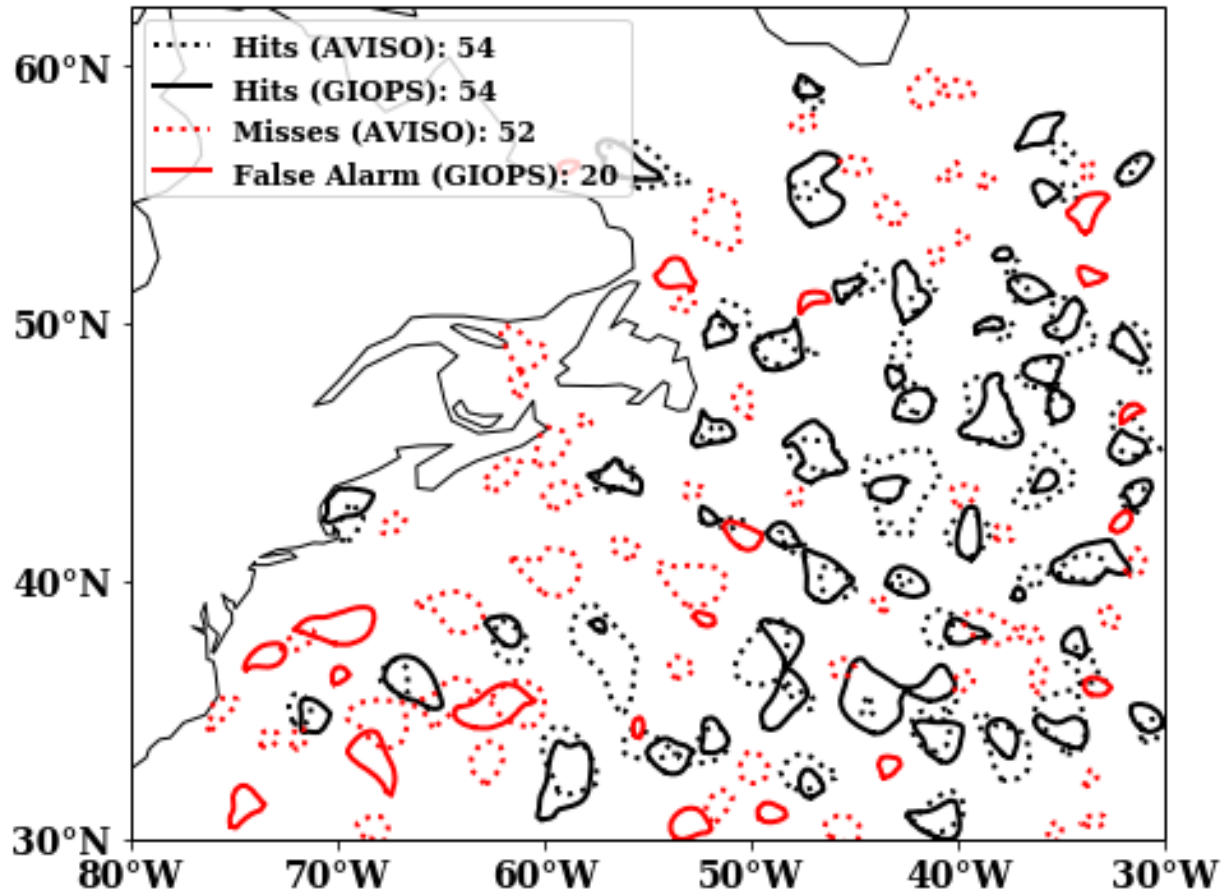 Hits (AVISO): 54
Hits (GIOPS): 54
Misses (AVISO): 52
False Alarm (GIOPS): 20
60°N
50°N
40°N
30°N
80°W 70°W 60°W 50°W 40°W 30°W